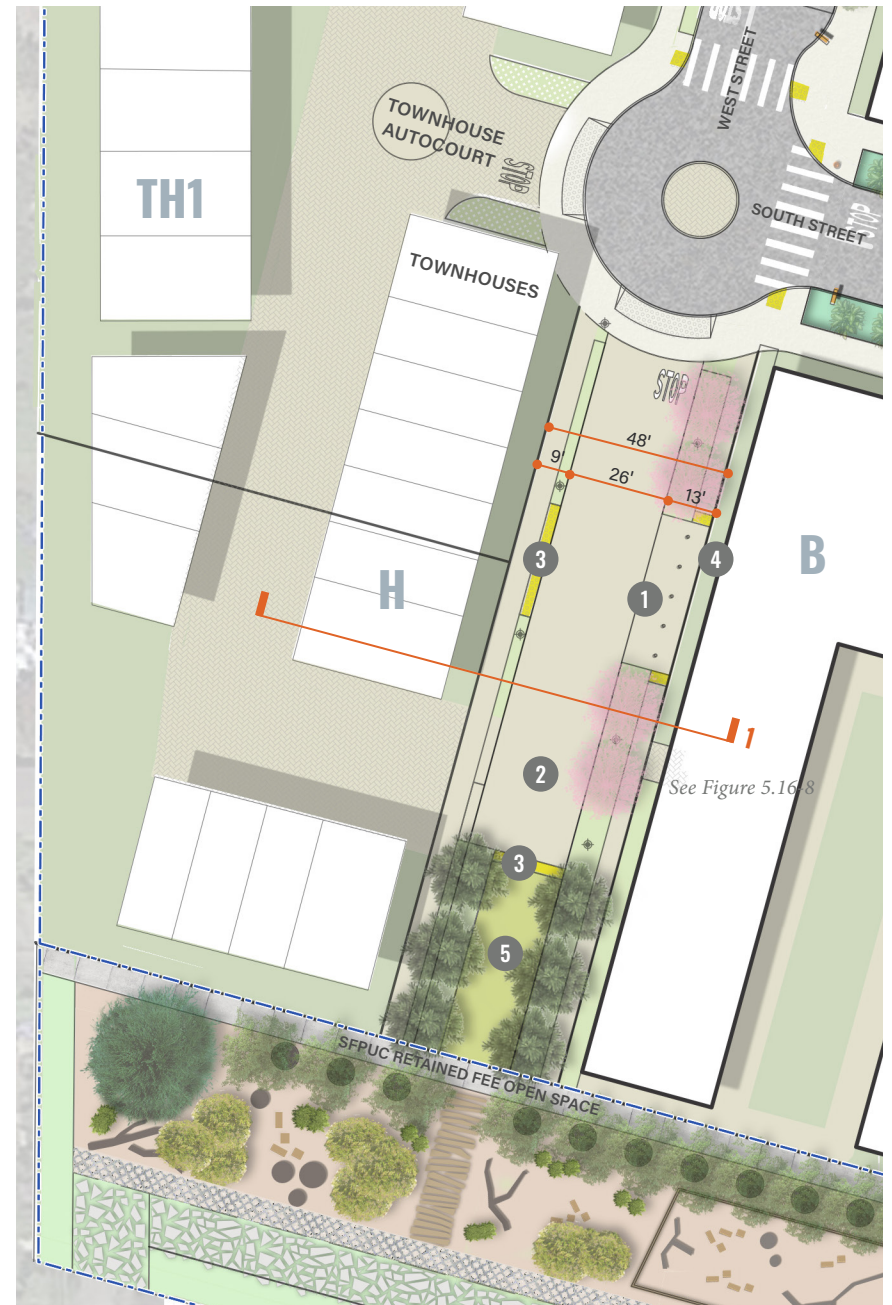 WEST STREET
TOWNHOUSE
AUTOCOURT
STOP
TH1
SOUTH STREET
STOP
TOWNHOUSES
STOP
48'
9'
26'
13'
3
4
B
H
1
1
2
See Figure 5.16-8
3
5
SFPUC RETAINED FEE OPEN SPACE